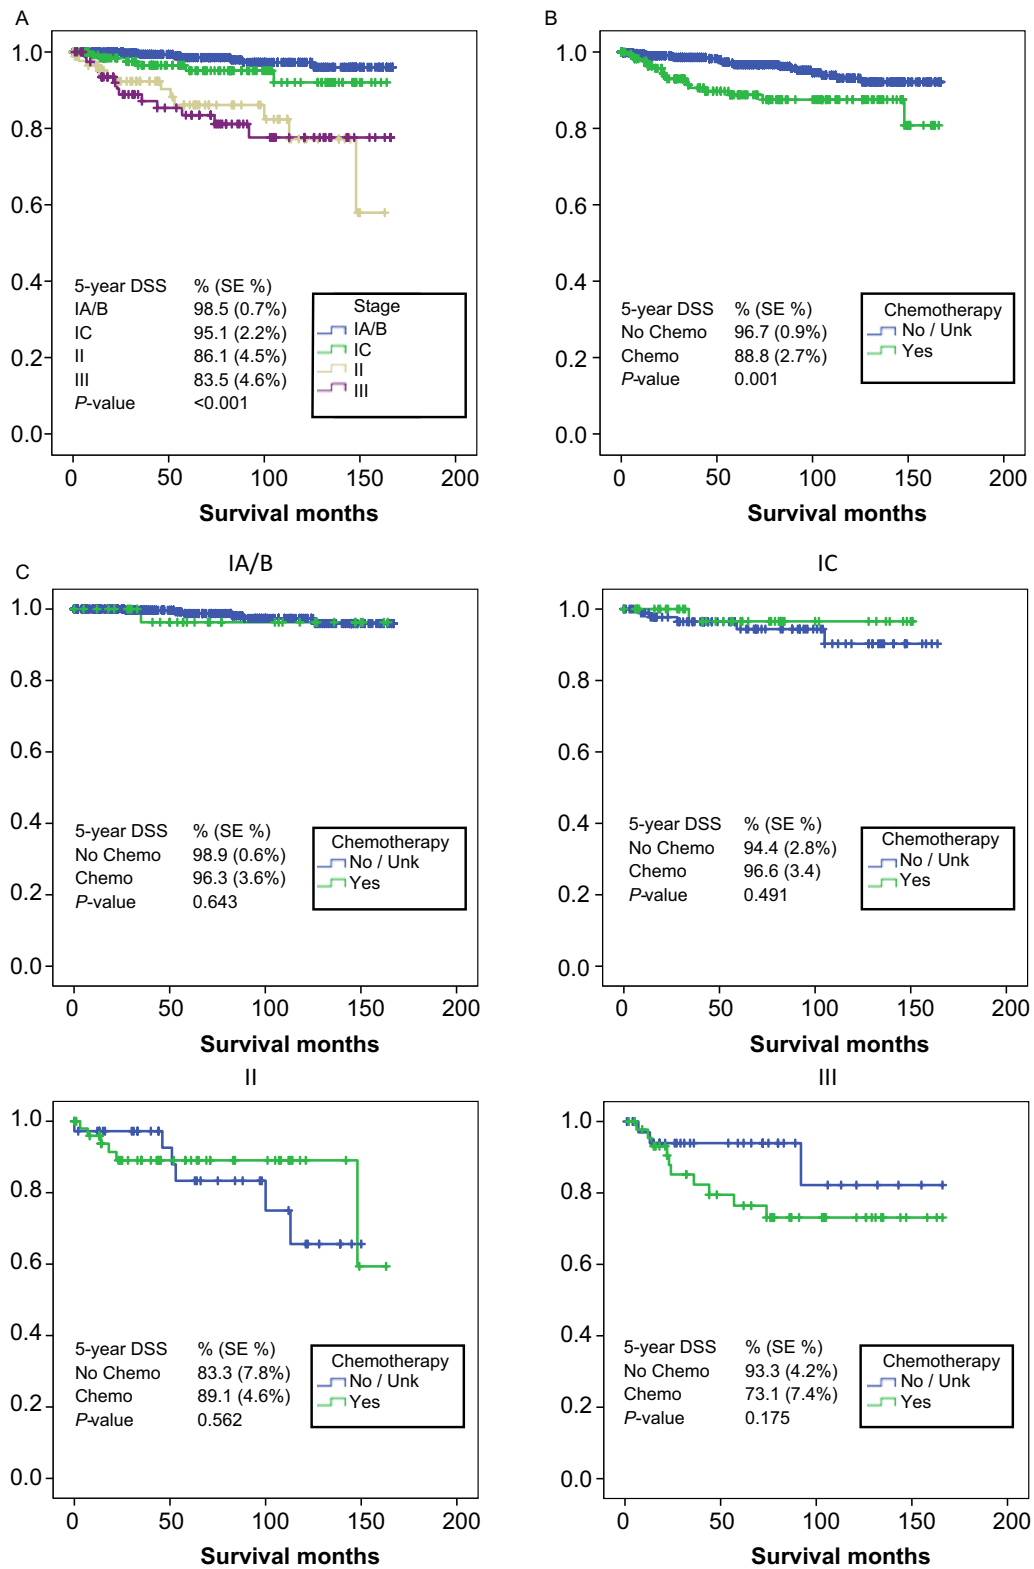 A
1.0
0.8
0.6
0.4
0.2
0.0
5-year DSS % (SE %)
IA/B 98.5 (0.7%)
IC 95.1 (2.2%)
II 86.1 (4.5%)
III 83.5 (4.6%)
P-value <0.001
Stage
IA/B
IC
II
III
0 50 100 150 200
Survival months
B
1.0
0.8
0.6
0.4
0.2
0.0
5-year DSS % (SE %)
No Chemo 96.7 (0.9%)
Chemo 88.8 (2.7%)
P-value 0.001
Chemotherapy
No / Unk
Yes
0 50 100 150 200
Survival months
C
IA/B
1.0
0.8
0.6
0.4
0.2
0.0
5-year DSS % (SE %)
No Chemo 98.9 (0.6%)
Chemo 96.3 (3.6%)
P-value 0.643
Chemotherapy
No / Unk
Yes
0 50 100 150 200
Survival months
IC
1.0
0.8
0.6
0.4
0.2
0.0
5-year DSS % (SE %)
No Chemo 94.4 (2.8%)
Chemo 96.6 (3.4)
P-value 0.491
Chemotherapy
No / Unk
Yes
0 50 100 150 200
Survival months
II
1.0
0.8
0.6
0.4
0.2
0.0
5-year DSS % (SE %)
No Chemo 83.3 (7.8%)
Chemo 89.1 (4.6%)
P-value 0.562
Chemotherapy
No / Unk
Yes
0 50 100 150 200
Survival months
III
1.0
0.8
0.6
0.4
0.2
0.0
5-year DSS % (SE %)
No Chemo 93.3 (4.2%)
Chemo 73.1 (7.4%)
P-value 0.175
Chemotherapy
No / Unk
Yes
0 50 100 150 200
Survival months